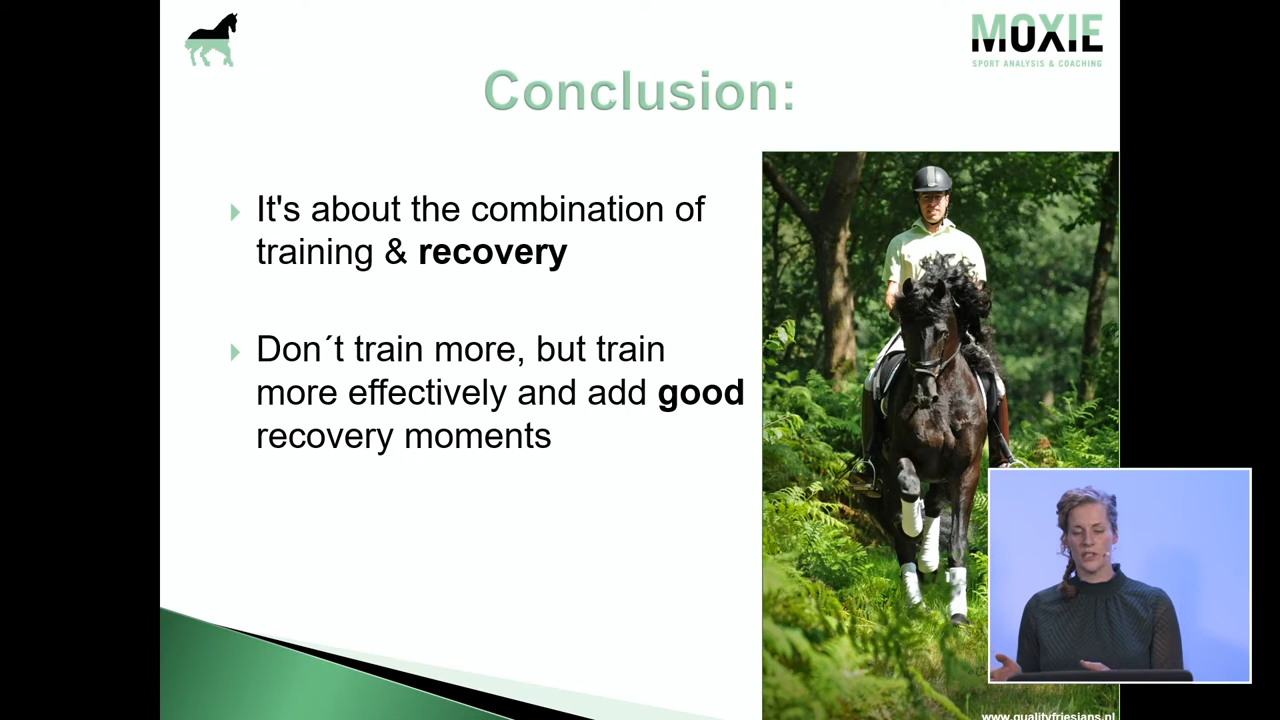 MOXIE
SPORT ANALYSIS & COACHING
Conclusion:
It's about the combination of
training & recovery
Don´t train more, but train
more effectively and add good
recovery moments
www.qualityfriesians.nl